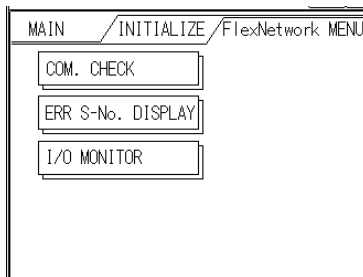 MAIN INITIALIZE FlexNetwork MENU
COM. CHECK
ERR S-No. DISPLAY
I/O MONITOR